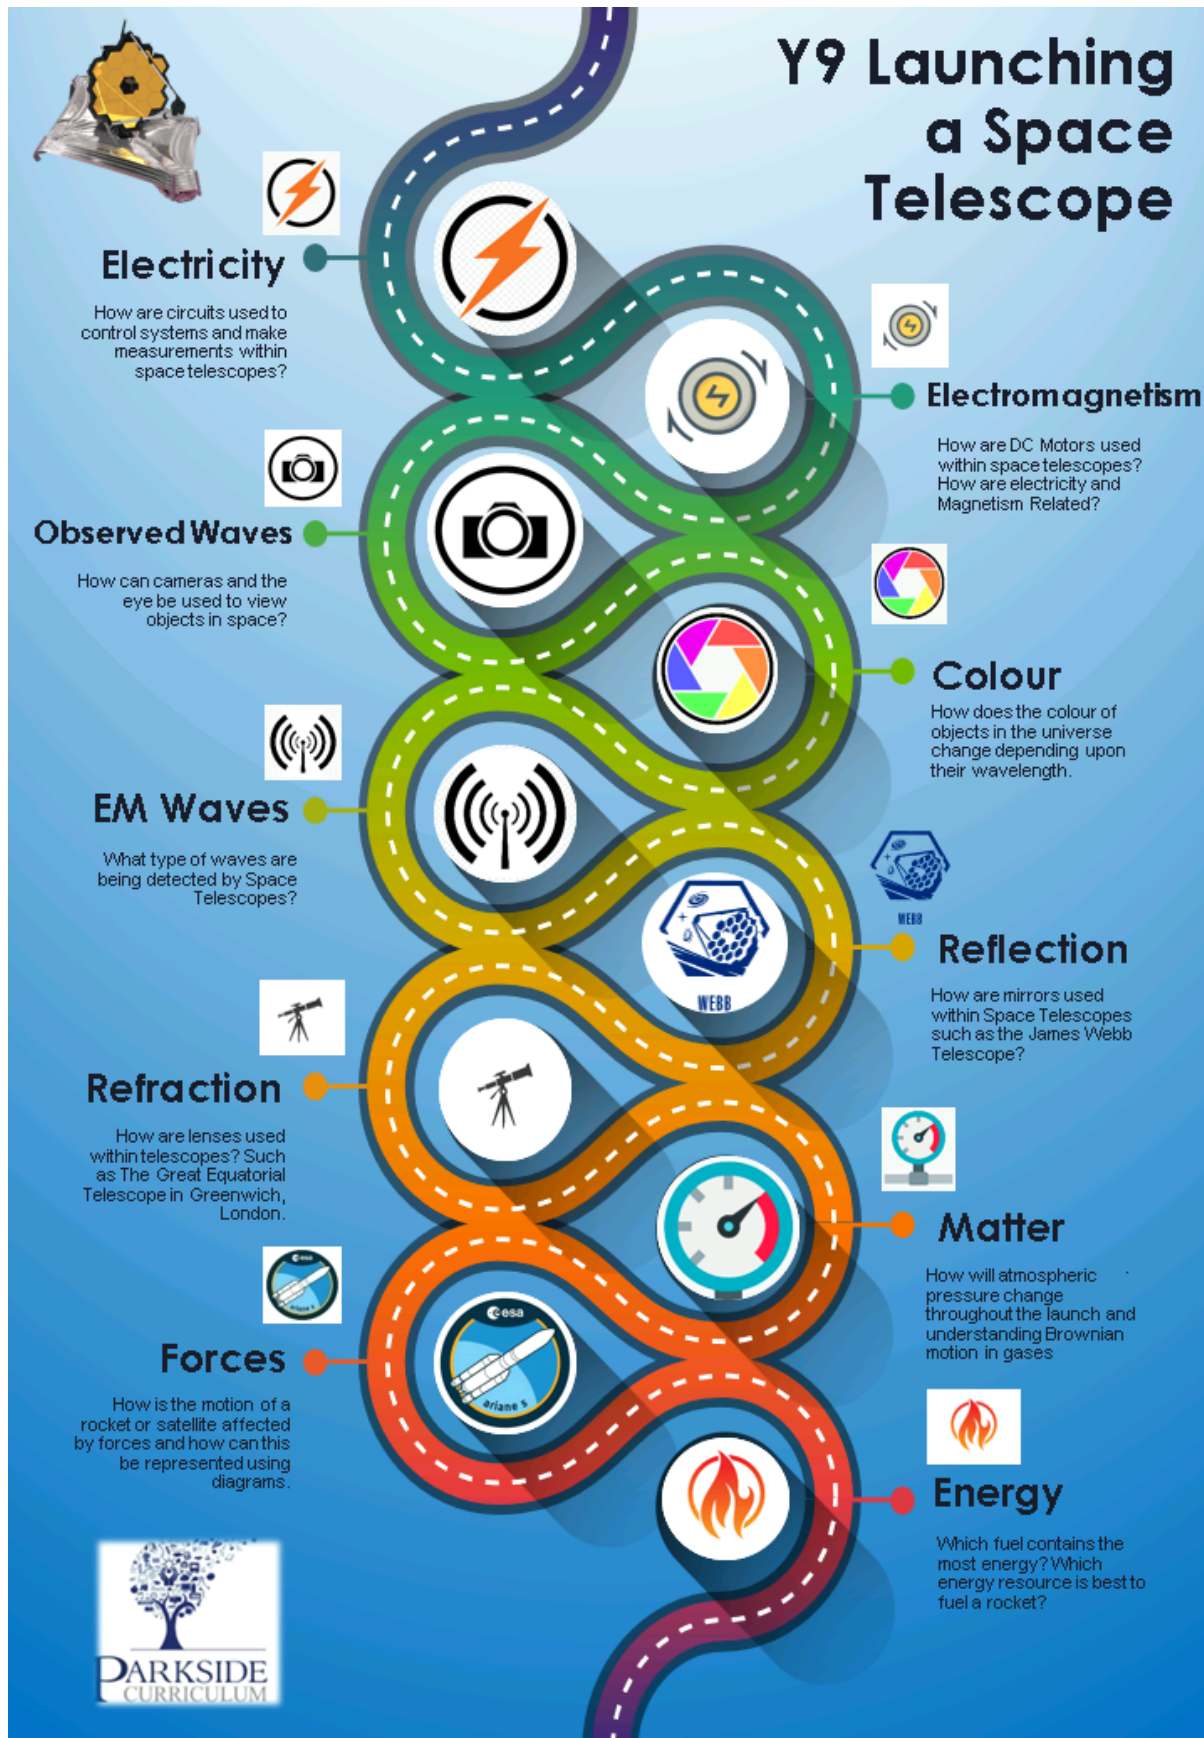 Y9 Launching
a Space
Telescope
Electricity
How are circuits used to
control systems and make
measurements within
space telescopes?
Electromagnetism
How are DC Motors used
within space telescopes?
How are electricity and
Magnetism Related?
Observed Waves
How can cameras and the
eye be used to view
objects in space?
Colour
How does the colour of
objects in the universe
change depending upon
their wavelength.
EM Waves
What type of waves are
being detected by Space
Telescopes?
WEBB
WEBB
Reflection
How are mirrors used
within Space Telescopes
such as the James Webb
Telescope?
Refraction
How are lenses used
within telescopes? Such
as The Great Equatorial
Telescope in Greenwich,
London.
Matter
How will atmospheric
pressure change
throughout the launch and
understanding Brownian
motion in gases
esa
ariane 5
esa
ariane 5
Forces
How is the motion of a
rocket or satellite affected
by forces and how can this
be represented using
diagrams.
Energy
Which fuel contains the
most energy? Which
energy resource is best to
fuel a rocket?
PARKSIDE
CURRICULUM